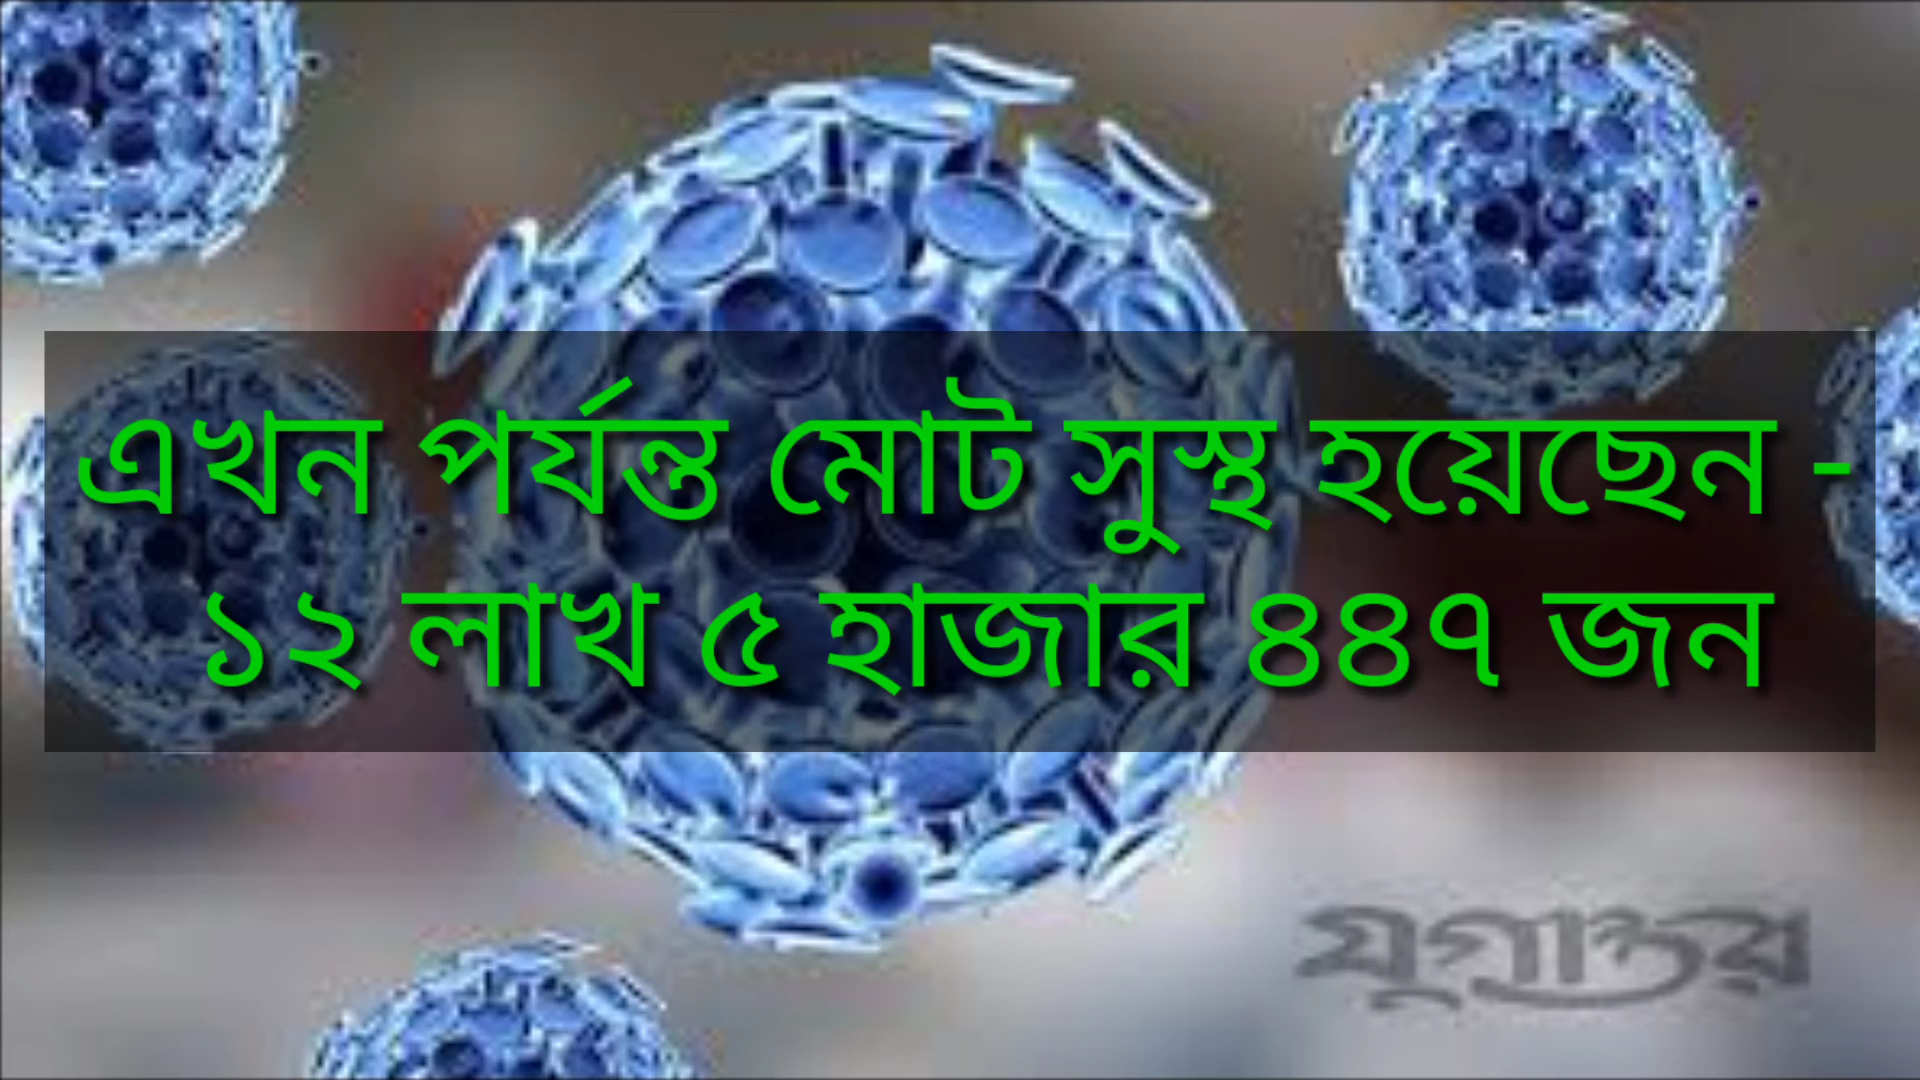 এখন পর্যন্ত মোট সুস্থ হয়েছেন -
১২ লাখ ৫ হাজার ৪৪৭ জন
যুগান্তর